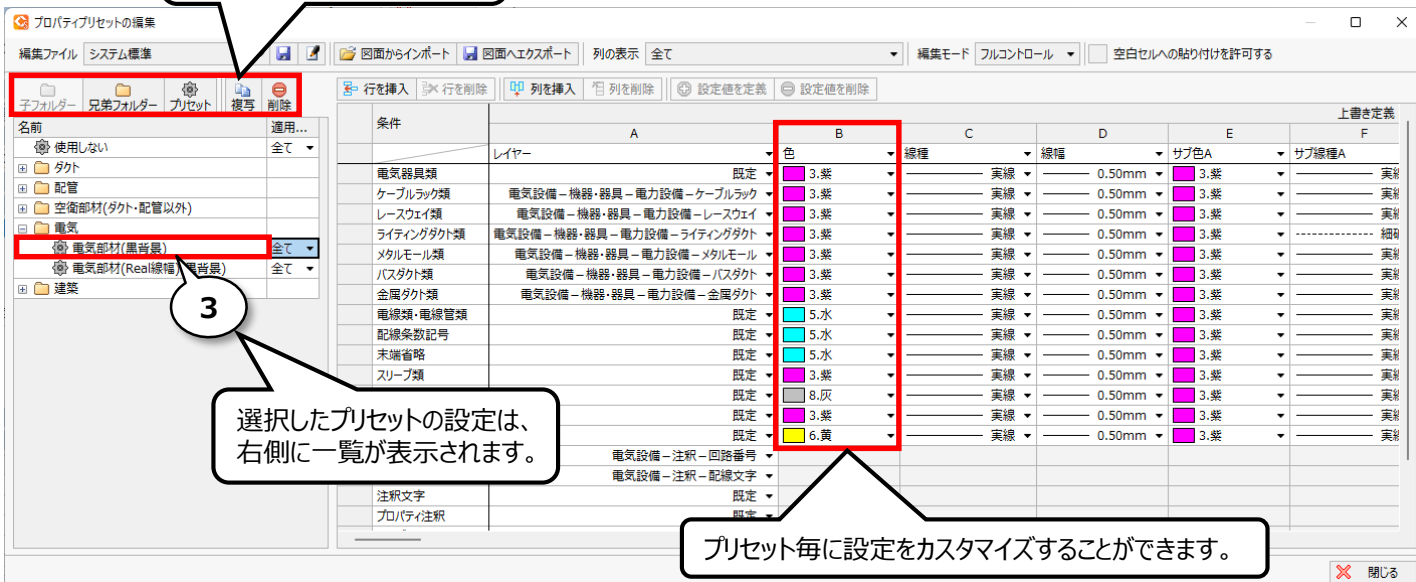 プロパティプリセットの編集
編集ファイル システム標準 図面からインポート 図面へエクスポート 列の表示 全て 編集モード フルコントロール 空白セルへの貼り付けを許可する
子フォルダー 兄弟フォルダー プリセット 複写 削除
行を挿入 行を削除 列を挿入 列を削除 設定値を定義 設定値を削除
名前 適用...
使用しない 全て
ダクト
配管
空衛部材(ダクト・配管以外)
電気
電気部材(黒背景) 全て
電気部材(Real線幅) 黒背景) 全て
建築
3
選択したプリセットの設定は、
右側に一覧が表示されます。
条件 上書き定義
A B C D E F
レイヤー 色 線種 線幅 サブ色A サブ線種A
電気器具類 既定 3.紫 実線 0.50mm 3.紫 実線
ケーブルラック類 電気設備－機器・器具－電力設備－ケーブルラック 3.紫 実線 0.50mm 3.紫 実線
レースウェイ類 電気設備－機器・器具－電力設備－レースウェイ 3.紫 実線 0.50mm 3.紫 実線
ライティングダクト類 電気設備－機器・器具－電力設備－ライティングダクト 3.紫 実線 0.50mm 3.紫 細破
メタルモール類 電気設備－機器・器具－電力設備－メタルモール 3.紫 実線 0.50mm 3.紫 実線
バスダクト類 電気設備－機器・器具－電力設備－バスダクト 3.紫 実線 0.50mm 3.紫 実線
金属ダクト類 電気設備－機器・器具－電力設備－金属ダクト 3.紫 実線 0.50mm 3.紫 実線
電線類・電線管類 既定 5.水 実線 0.50mm 3.紫 実線
配線条数記号 既定 5.水 実線 0.50mm 3.紫 実線
末端省略 既定 5.水 実線 0.50mm 3.紫 実線
スリーブ類 既定 3.紫 実線 0.50mm 3.紫 実線
既定 8.灰 実線 0.50mm 3.紫 実線
既定 3.紫 実線 0.50mm 3.紫 実線
既定 6.黄 実線 0.50mm 3.紫 実線
電気設備－注釈－回路番号
電気設備－注釈－配線文字
注釈文字 既定
プロパティ注釈 既定
プリセット毎に設定をカスタマイズすることができます。
閉じる